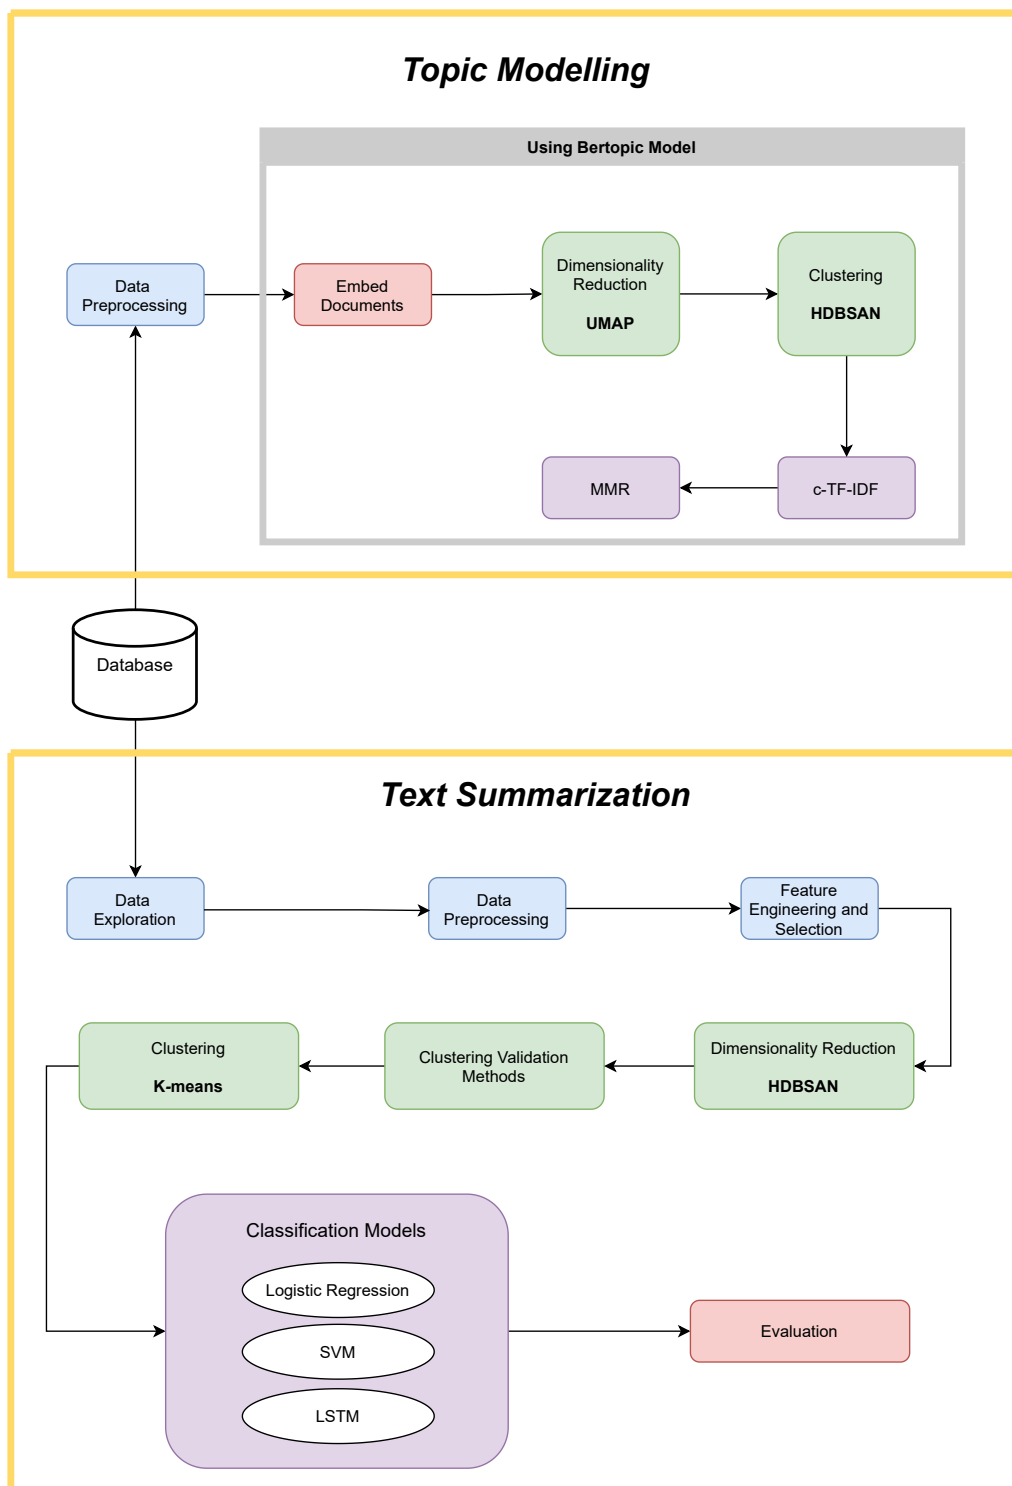 Topic Modelling
Using Bertopic Model
Data
Preprocessing
Embed
Documents
Dimensionality
Reduction
UMAP
Clustering
HDBSAN
MMR
c-TF-IDF
Database
Text Summarization
Data
Exploration
Data
Preprocessing
Feature
Engineering and
Selection
Clustering
K-means
Clustering Validation
Methods
Dimensionality Reduction
HDBSAN
Classification Models
Logistic Regression
SVM
LSTM
Evaluation